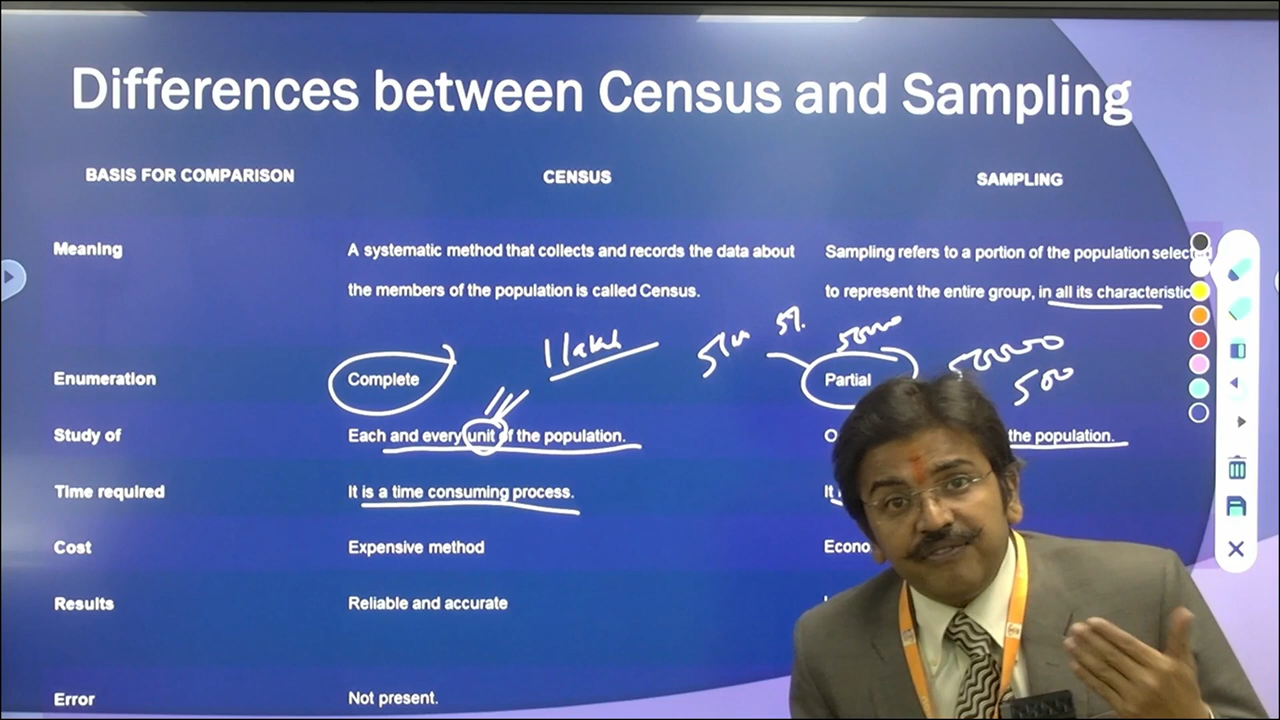 Differences between Census and Sampling
BASIS FOR COMPARISON CENSUS SAMPLING
Meaning A systematic method that collects and records the data about Sampling refers to a portion of the population selected
the members of the population is called Census. to represent the entire group, in all its characteristic
1 lakh 5%
50000
Enumeration Complete Partial
500
Study of Each and every unit of the population. the population.
Time required It is a time consuming process. It
Cost Expensive method Econo
Results Reliable and accurate
Error Not present.